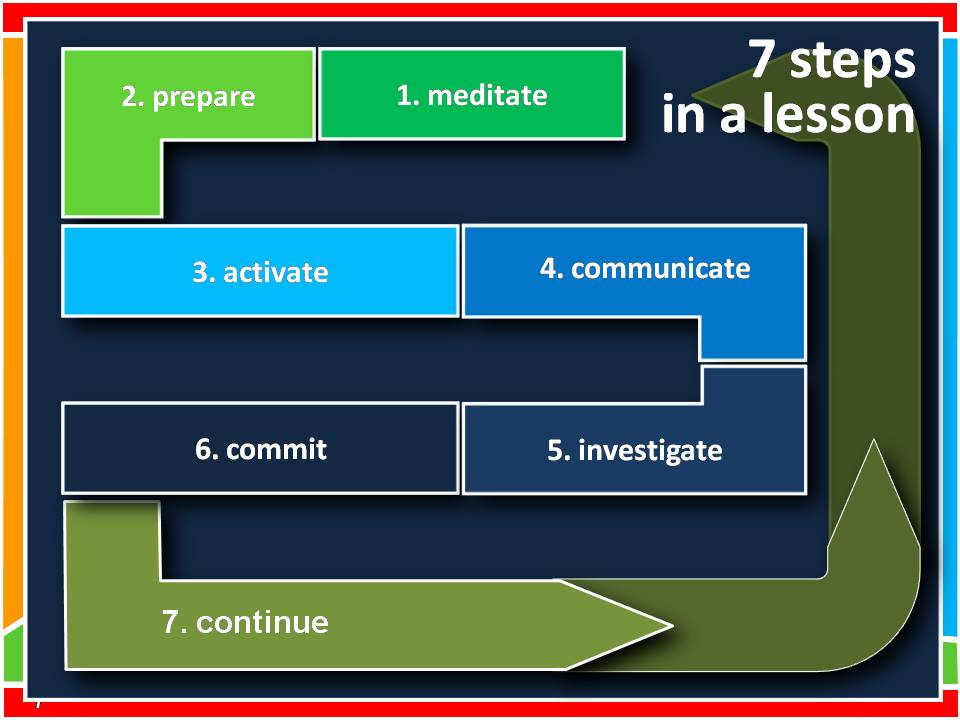 7 steps
in a lesson
1. meditate
2. prepare
3. activate
4. communicate
5. investigate
6. commit
7. continue